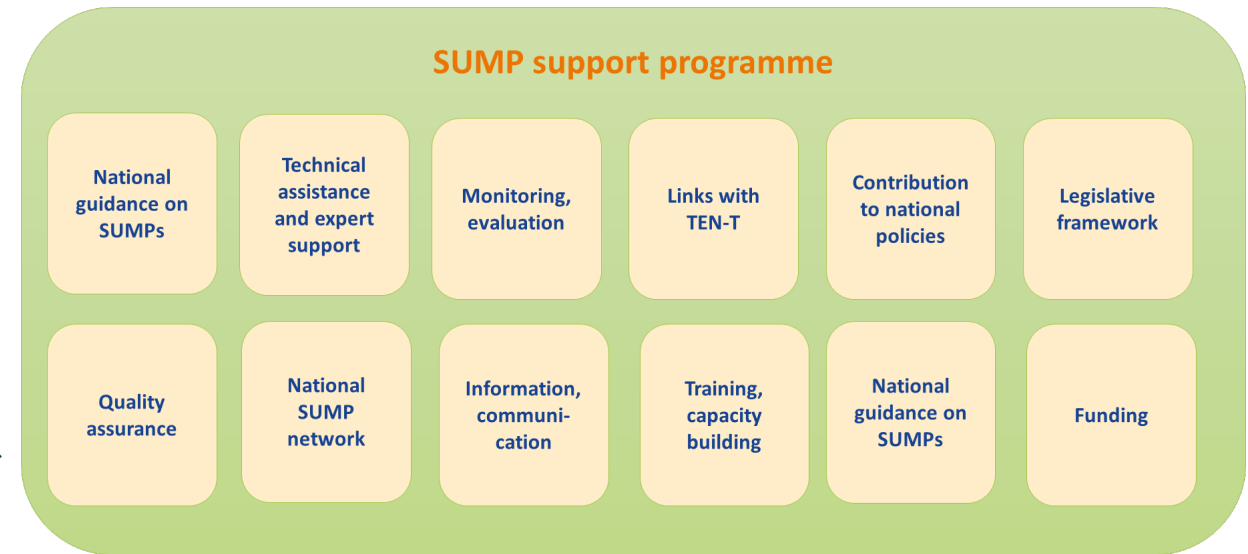 SUMP support programme
National
guidance on
SUMPs
Technical
assistance
and expert
support
Monitoring,
evaluation
Links with
TEN-T
Contribution
to national
policies
Legislative
framework
Quality
assurance
National
SUMP
network
Information,
communi-
cation
Training,
capacity
building
National
guidance on
SUMPs
Funding